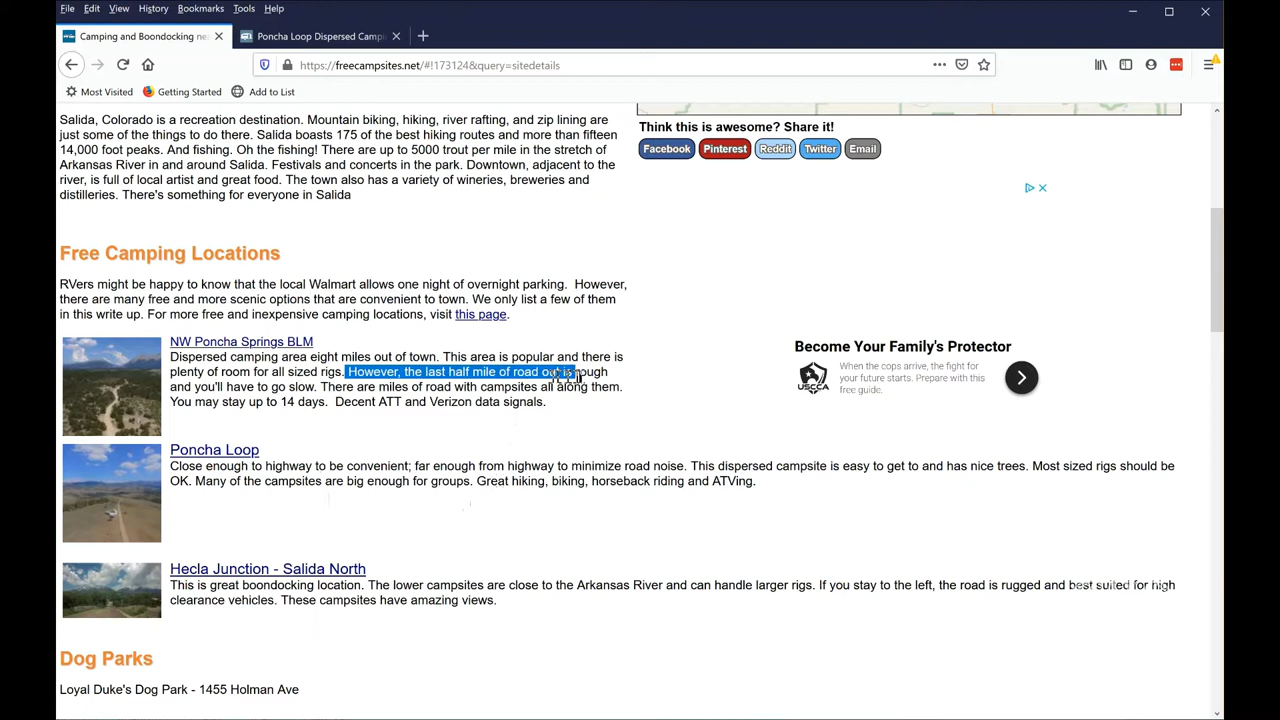 File Edit View History Bookmarks Tools Help
Camping and Boondocking ne
Poncha Loop Dispersed Campi
https://freecampsites.net/#!173124&query=sitedetails
Most Visited Getting Started Add to List
Salida, Colorado is a recreation destination. Mountain biking, hiking, river rafting, and zip lining are
just some of the things to do there. Salida boasts 175 of the best hiking routes and more than fifteen
14,000 foot peaks. And fishing. Oh the fishing! There are up to 5000 trout per mile in the stretch of
Arkansas River in and around Salida. Festivals and concerts in the park. Downtown, adjacent to the
river, is full of local artist and great food. The town also has a variety of wineries, breweries and
distilleries. There's something for everyone in Salida
Think this is awesome? Share it!
Facebook Pinterest Reddit Twitter Email
Free Camping Locations
RVers might be happy to know that the local Walmart allows one night of overnight parking. However,
there are many free and more scenic options that are convenient to town. We only list a few of them
in this write up. For more free and inexpensive camping locations, visit this page.
NW Poncha Springs BLM
Dispersed camping area eight miles out of town. This area is popular and there is
plenty of room for all sized rigs. However, the last half mile of road
and you'll have to go slow. There are miles of road with campsites all along them.
You may stay up to 14 days. Decent ATT and Verizon data signals.
Become Your Family's Protector
USCCA
When the cops arrive, the fight for
your future starts. Prepare with this
free guide.
Poncha Loop
Close enough to highway to be convenient; far enough from highway to minimize road noise. This dispersed campsite is easy to get to and has nice trees. Most sized rigs should be
OK. Many of the campsites are big enough for groups. Great hiking, biking, horseback riding and ATVing.
Hecla Junction - Salida North
This is great boondocking location. The lower campsites are close to the Arkansas River and can handle larger rigs. If you stay to the left, the road is rugged and best suited for high
clearance vehicles. These campsites have amazing views.
Dog Parks
Loyal Duke's Dog Park - 1455 Holman Ave